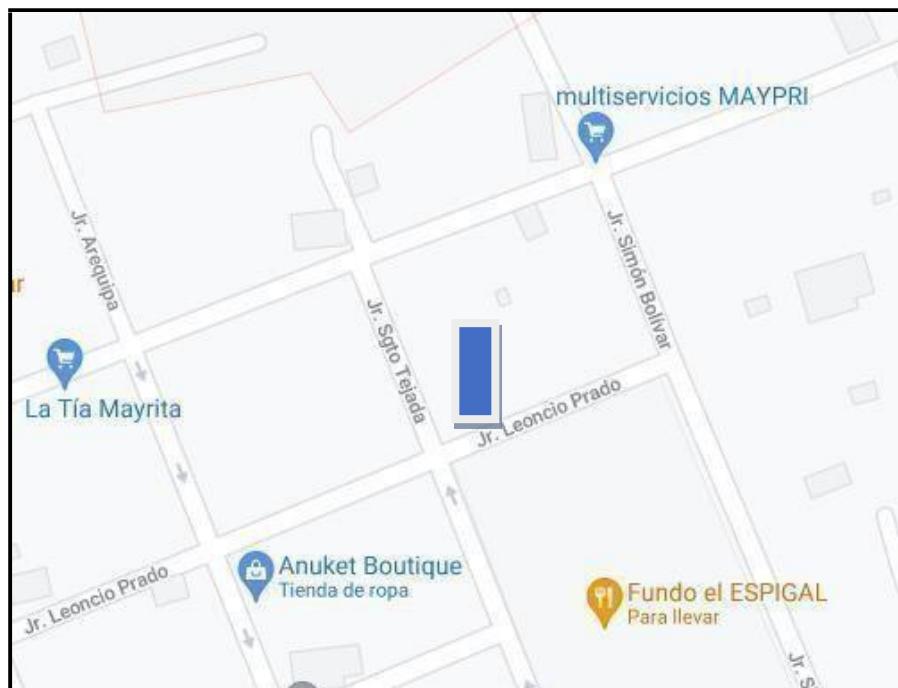 multiservicios MAYPRI
Jr. Arequipa
Jr. Simón Bolívar
Jr. Sgto Tejada
La Tía Mayrita
Jr. Leoncio Prado
Anuket Boutique
Tienda de ropa
Jr. Leoncio Prado
Fundo el ESPIGAL
Para llevar